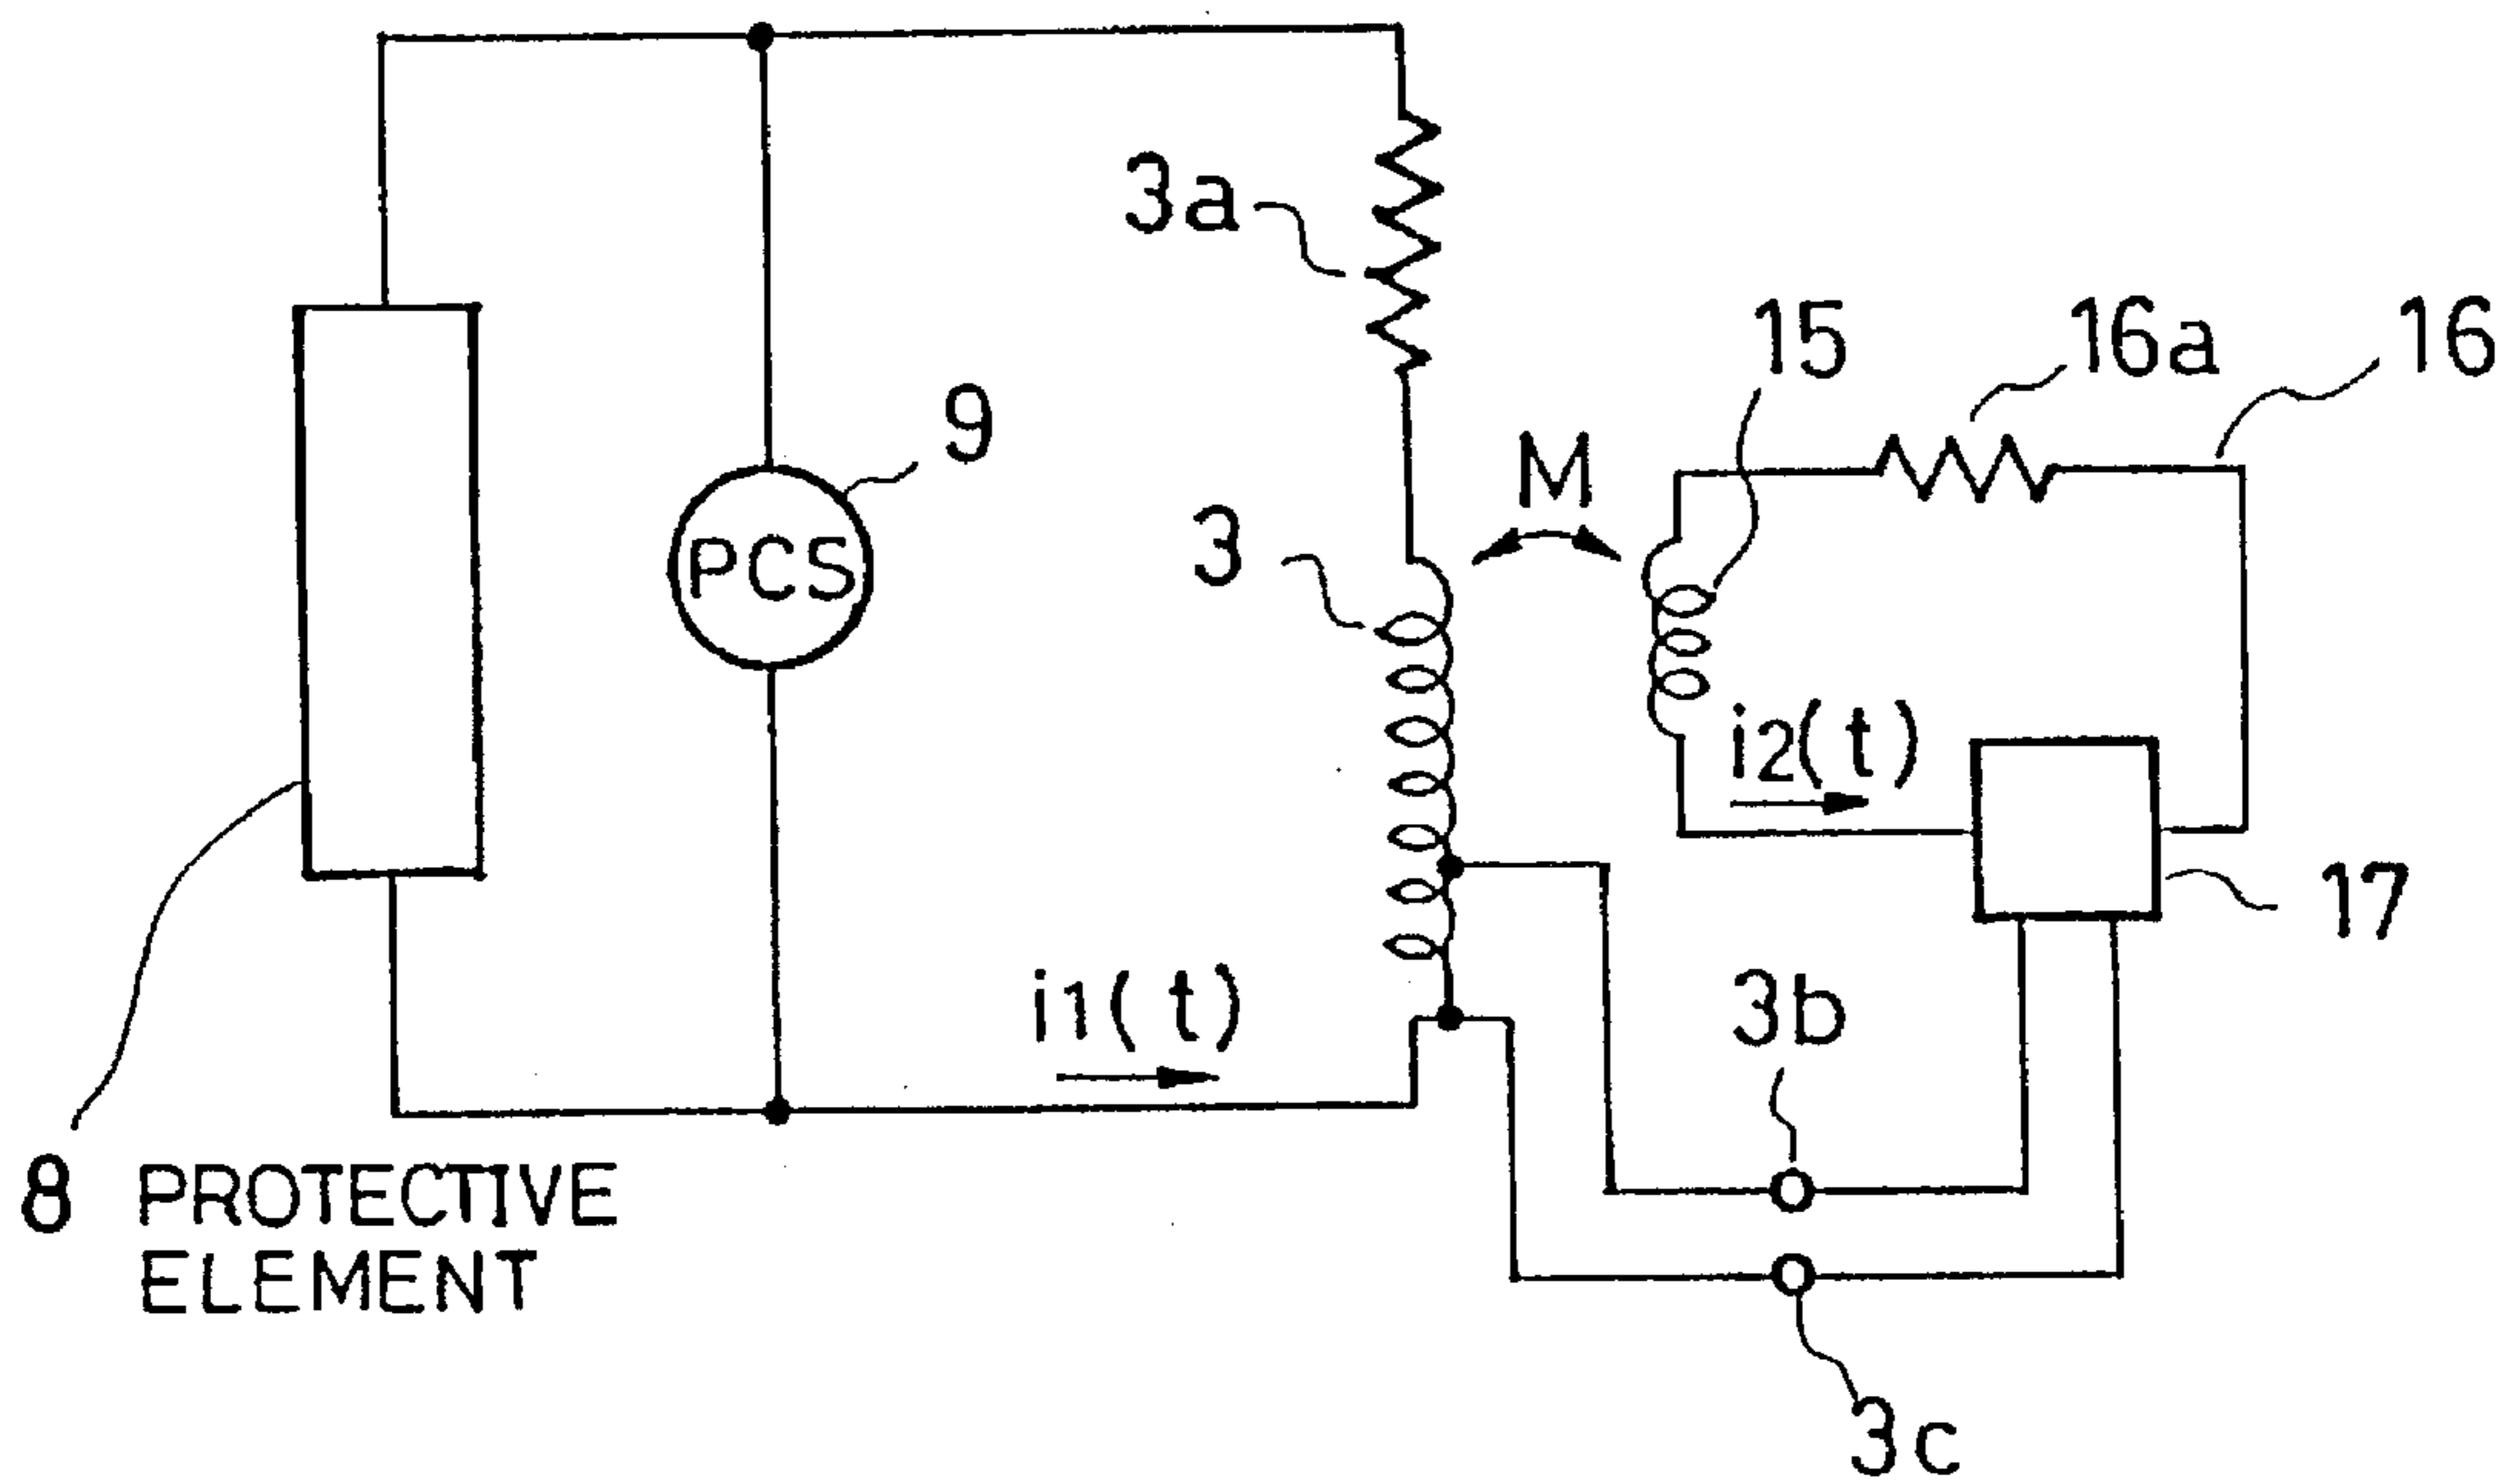 3a
15
16a
16
9
M
3
PCS
i2(t)
17
i1(t)
3b
8 PROTECTIVE
ELEMENT
3c